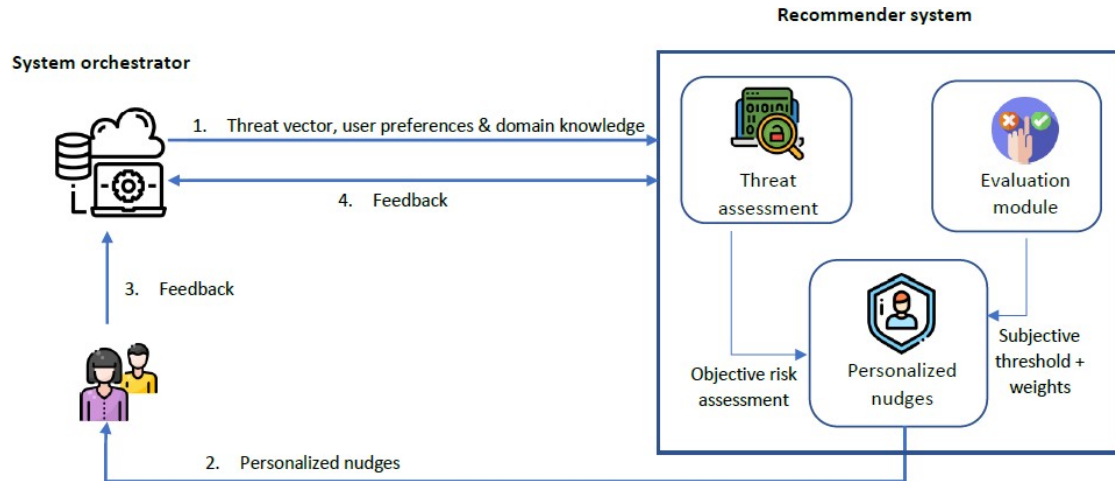 Recommender system
System orchestrator
1. Threat vector, user preferences & domain knowledge
4. Feedback
Threat
assessment
Evaluation
module
3. Feedback
Objective risk
assessment
Personalized
nudges
Subjective
threshold +
weights
2. Personalized nudges